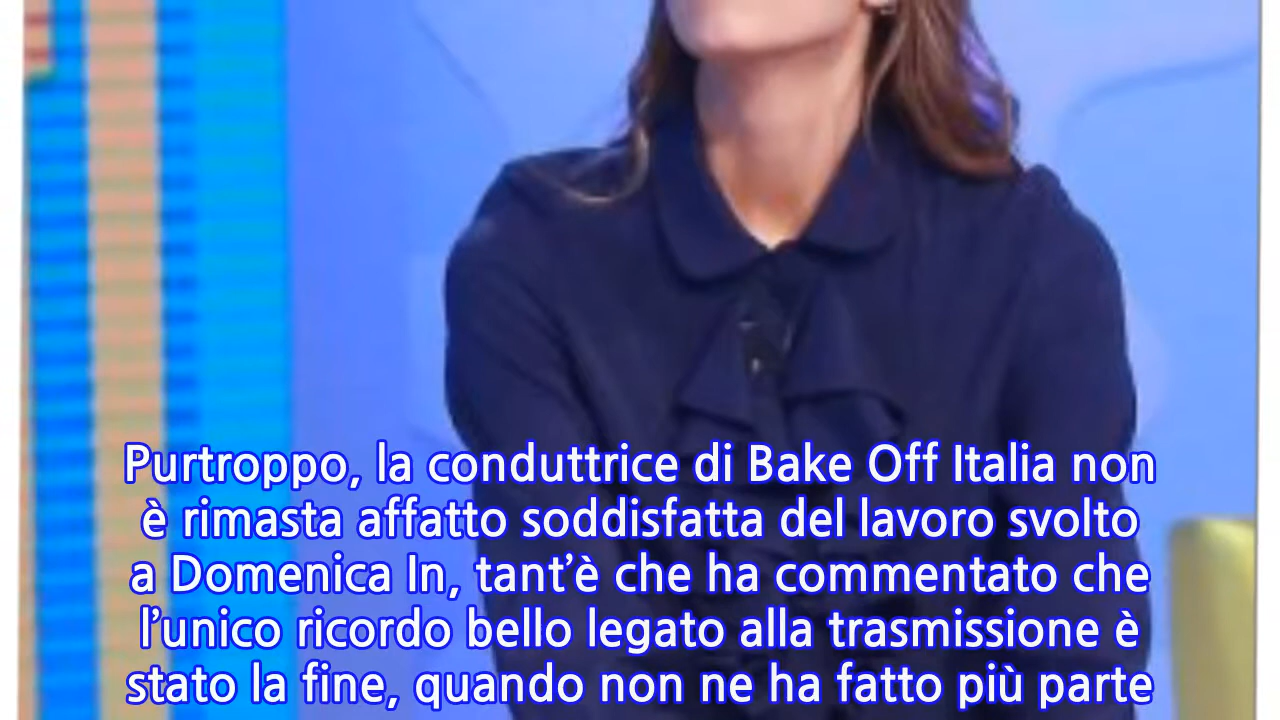 Purtroppo, la conduttrice di Bake Off Italia non
è rimasta affatto soddisfatta del lavoro svolto
a Domenica In, tant’è che ha commentato che
l’unico ricordo bello legato alla trasmissione è
stato la fine, quando non ne ha fatto più parte